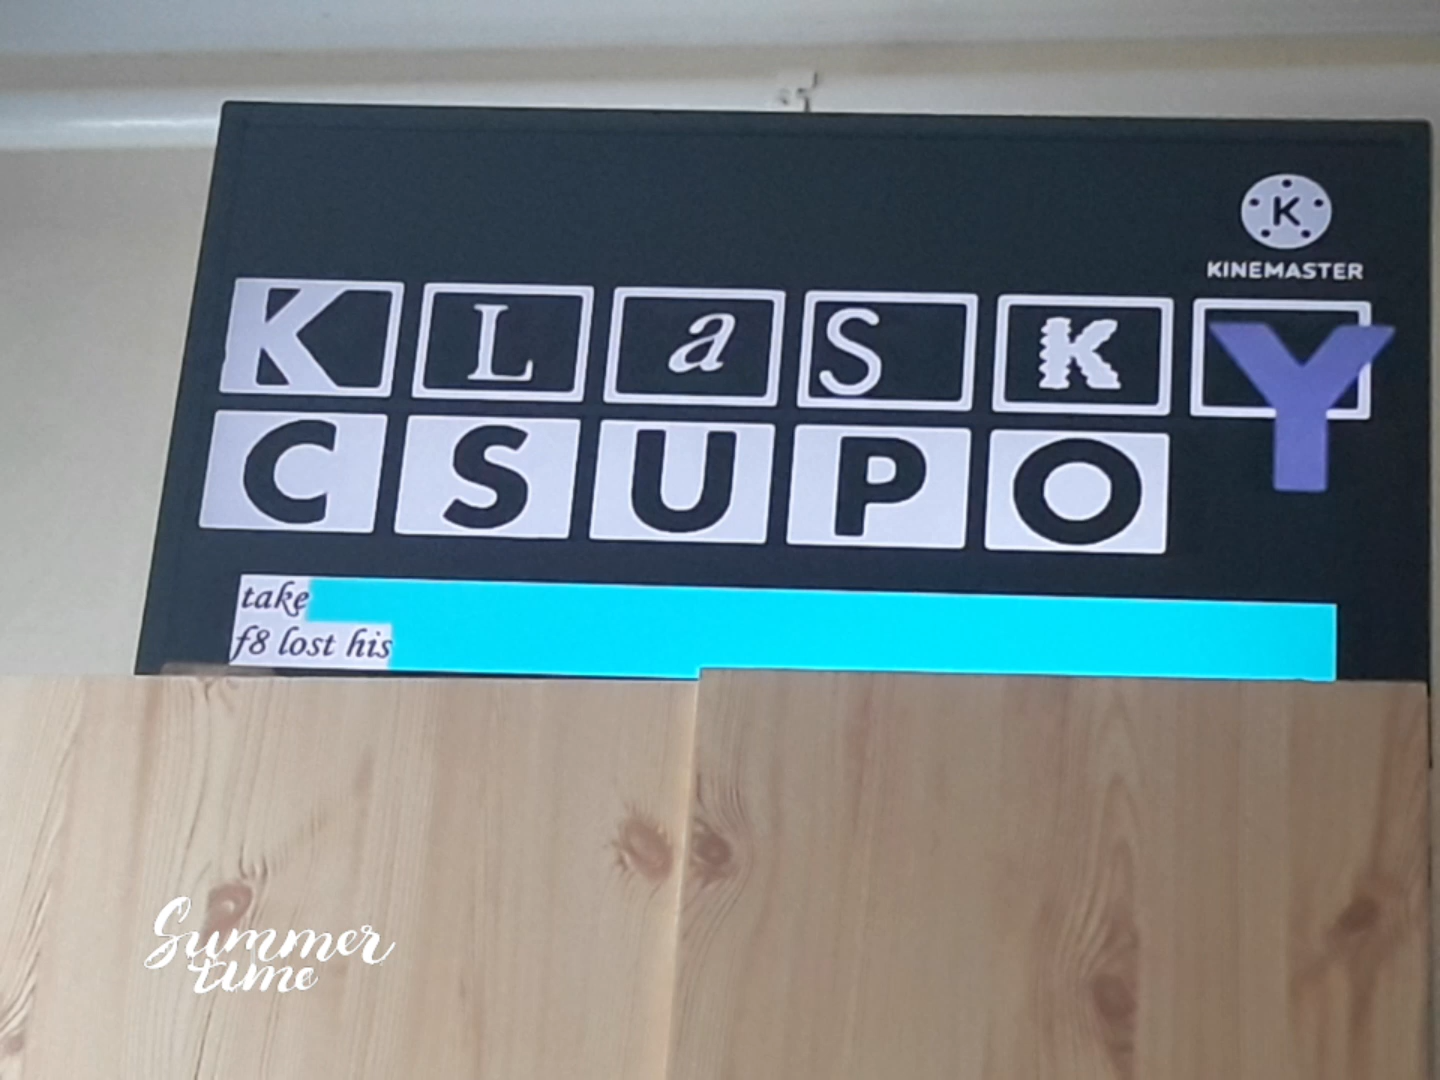 K
KINEMASTER
KLaSKY
CSUPO
take
f8 lost his
Summer
time